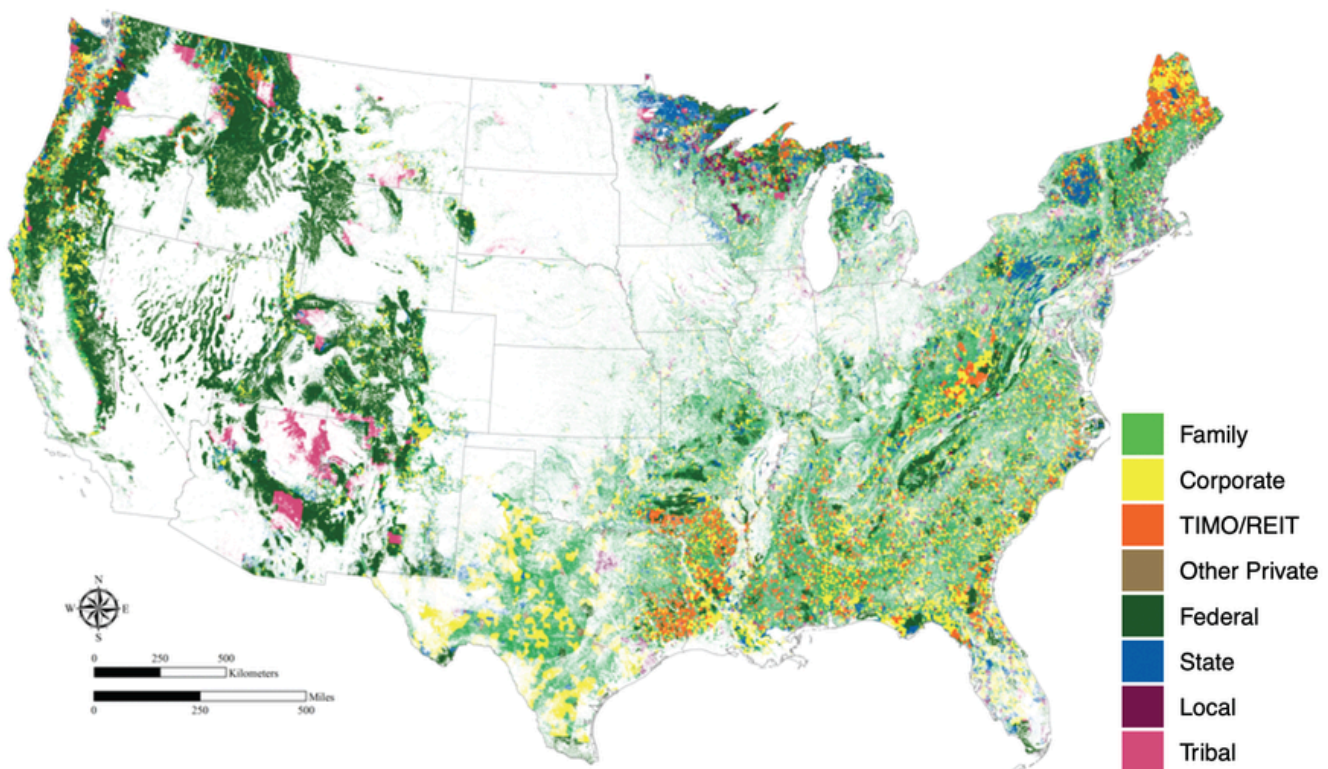 N
W E
S
0 250 500
Kilometers
Miles
0 250 500
Family
Corporate
TIMO/REIT
Other Private
Federal
State
Local
Tribal